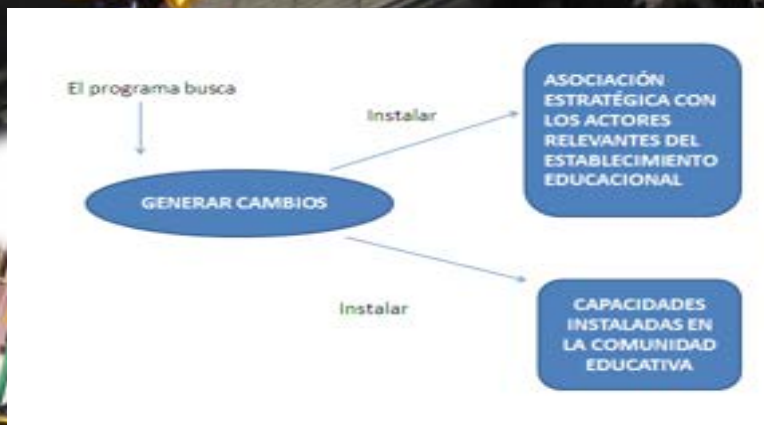 El programa busca
Instalar
ASOCIACIÓN
ESTRATÉGICA CON
LOS ACTORES
RELEVANTES DEL
ESTABLECIMIENTO
EDUCACIONAL
GENERAR CAMBIOS
Instalar
CAPACIDADES
INSTALADAS EN
LA COMUNIDAD
EDUCATIVA